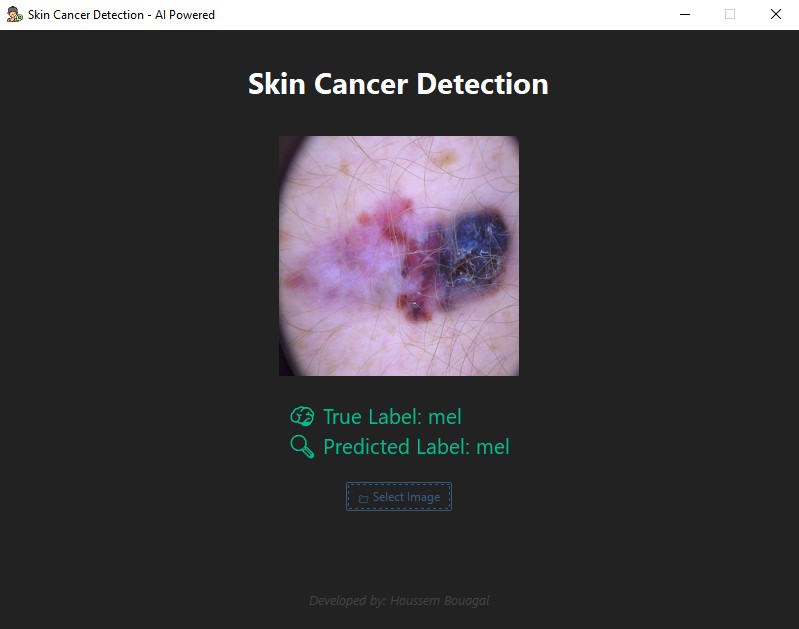 Skin Cancer Detection - AI Powered
Skin Cancer Detection
True Label: mel
Predicted Label: mel
Select Image
Developed by: Houssem Bouagal